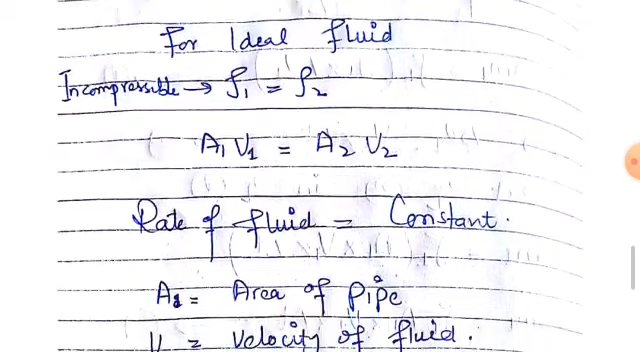 For Ideal fluid
Incompressible → ρ₁ = ρ₂
A₁ V₁ = A₂ V₂
Rate of fluid = Constant.
A₁ = Area of pipe
V = Velocity of fluid.